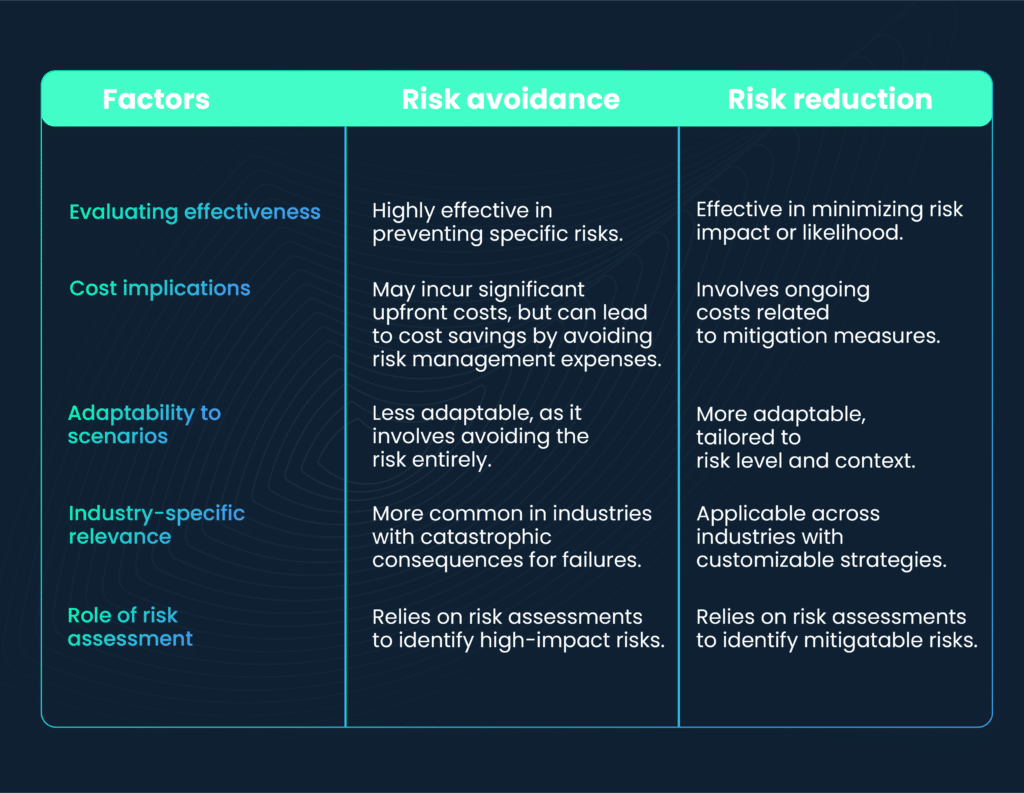 Factors
Risk avoidance
Risk reduction
Evaluating effectiveness
Highly effective in
preventing specific risks.
Effective in minimizing risk
impact or likelihood.
Cost implications
May incur significant
upfront costs, but can lead
to cost savings by avoiding
risk management expenses.
Involves ongoing
costs related
to mitigation measures.
Adaptability to
scenarios
Less adaptable, as it
involves avoiding the
risk entirely.
More adaptable,
tailored to
risk level and context.
Industry-specific
relevance
More common in industries
with catastrophic
consequences for failures.
Applicable across
industries with
customizable strategies.
Role of risk
assessment
Relies on risk assessments
to identify high-impact risks.
Relies on risk assessments
to identify mitigatable risks.